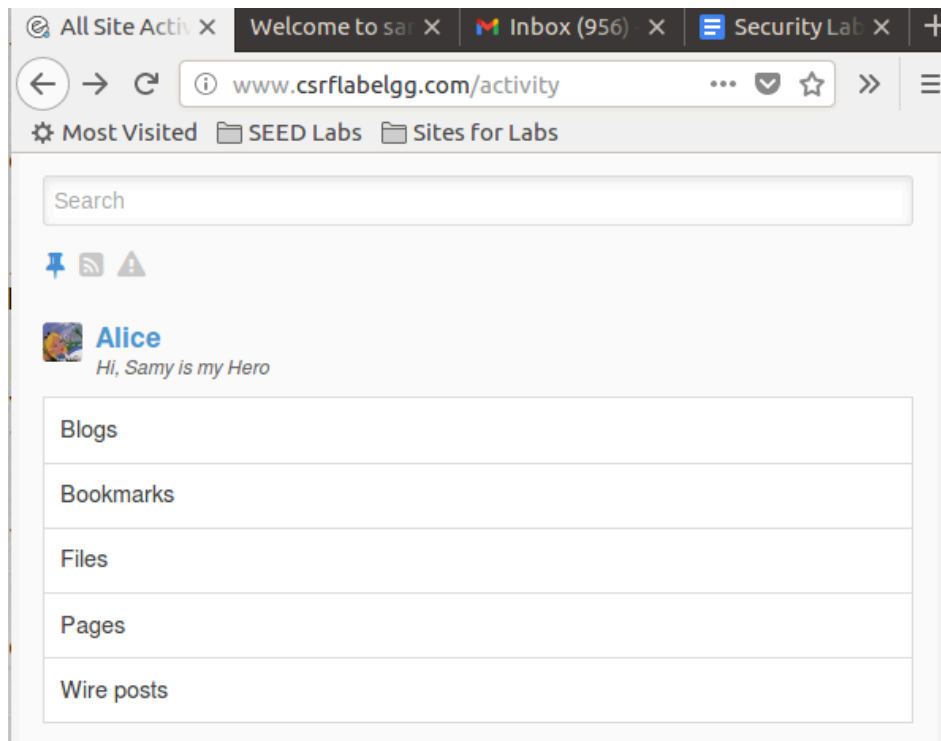 All Site Activ
Welcome to sar
Inbox (956) -
Security Lab
www.csrflabelgg.com/activity
Most Visited SEED Labs Sites for Labs
Search
Alice
Hi, Samy is my Hero
Blogs
Bookmarks
Files
Pages
Wire posts